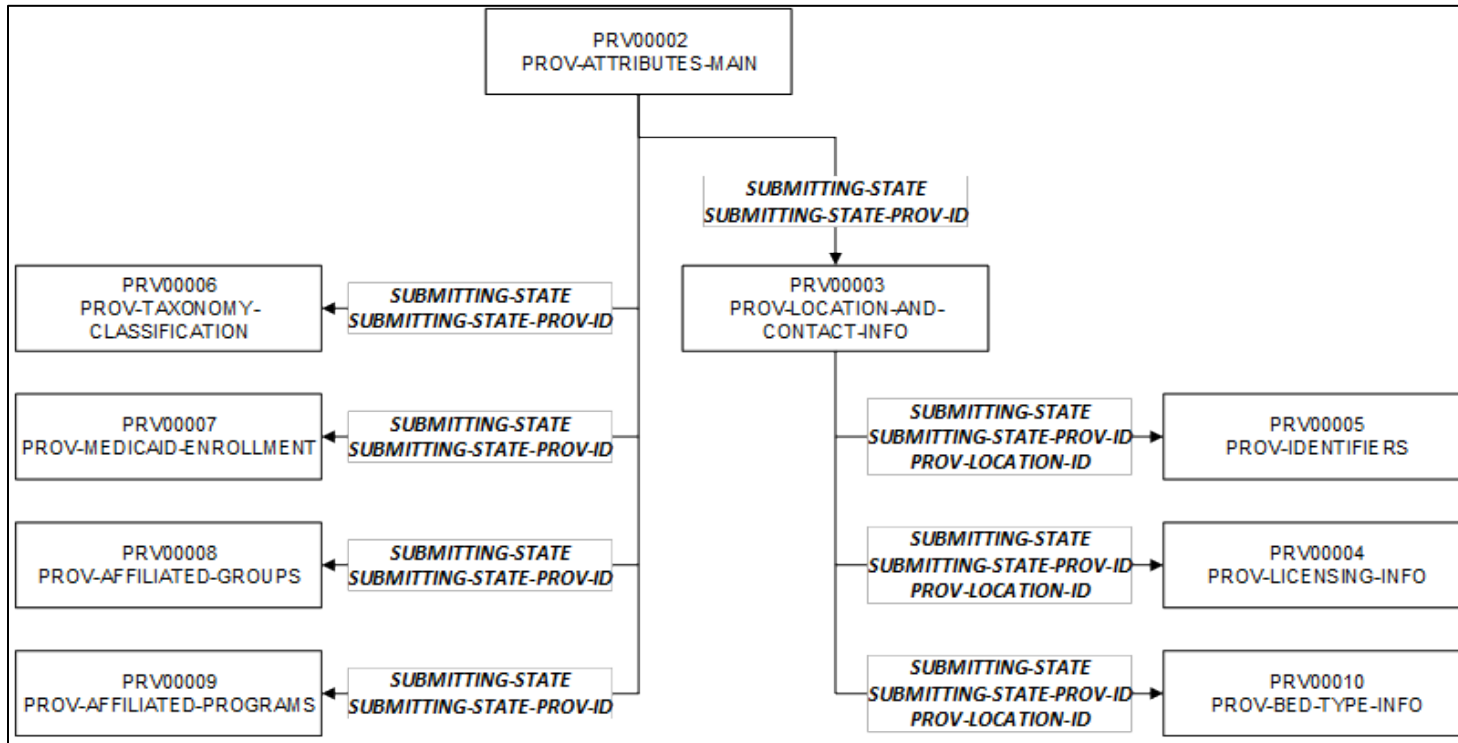 PRV00002
PROV-ATTRIBUTES-MAIN
SUBMITTING-STATE
SUBMITTING-STATE-PROV-ID
PRV00006
PROV-TAXONOMY-
CLASSIFICATION
SUBMITTING-STATE
SUBMITTING-STATE-PROV-ID
PRV00003
PROV-LOCATION-AND-
CONTACT-INFO
PRV00007
PROV-MEDICAID-ENROLLMENT
SUBMITTING-STATE
SUBMITTING-STATE-PROV-ID
SUBMITTING-STATE
SUBMITTING-STATE-PROV-ID
PROV-LOCATION-ID
PRV00005
PROV-IDENTIFIERS
PRV00008
PROV-AFFILIATED-GROUPS
SUBMITTING-STATE
SUBMITTING-STATE-PROV-ID
SUBMITTING-STATE
SUBMITTING-STATE-PROV-ID
PROV-LOCATION-ID
PRV00004
PROV-LICENSING-INFO
PRV00009
PROV-AFFILIATED-PROGRAMS
SUBMITTING-STATE
SUBMITTING-STATE-PROV-ID
SUBMITTING-STATE
SUBMITTING-STATE-PROV-ID
PROV-LOCATION-ID
PRV00010
PROV-BED-TYPE-INFO